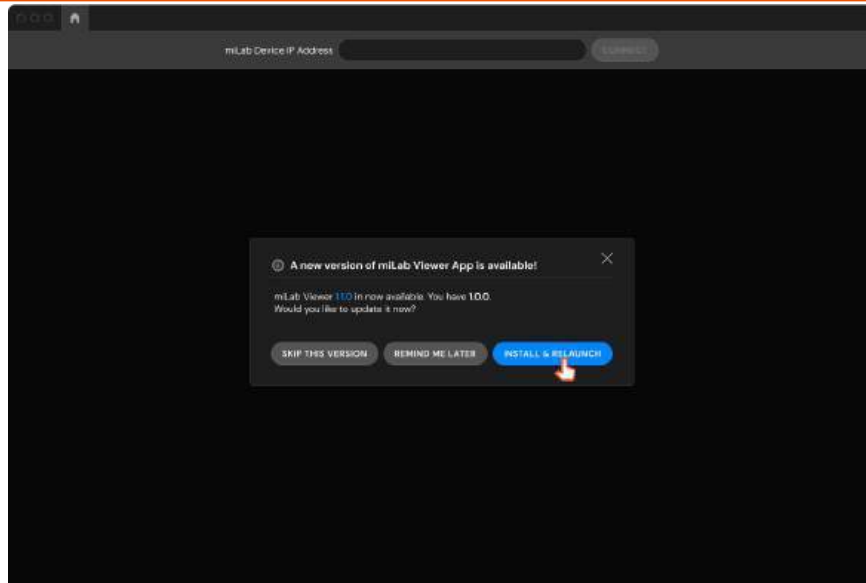 miLab Device IP Address
CONNECT
A new version of miLab Viewer App is available!
miLab Viewer 1.1.0 in now available. You have 1.0.0.
Would you like to update it now?
SKIP THIS VERSION
REMIND ME LATER
INSTALL & RELAUNCH